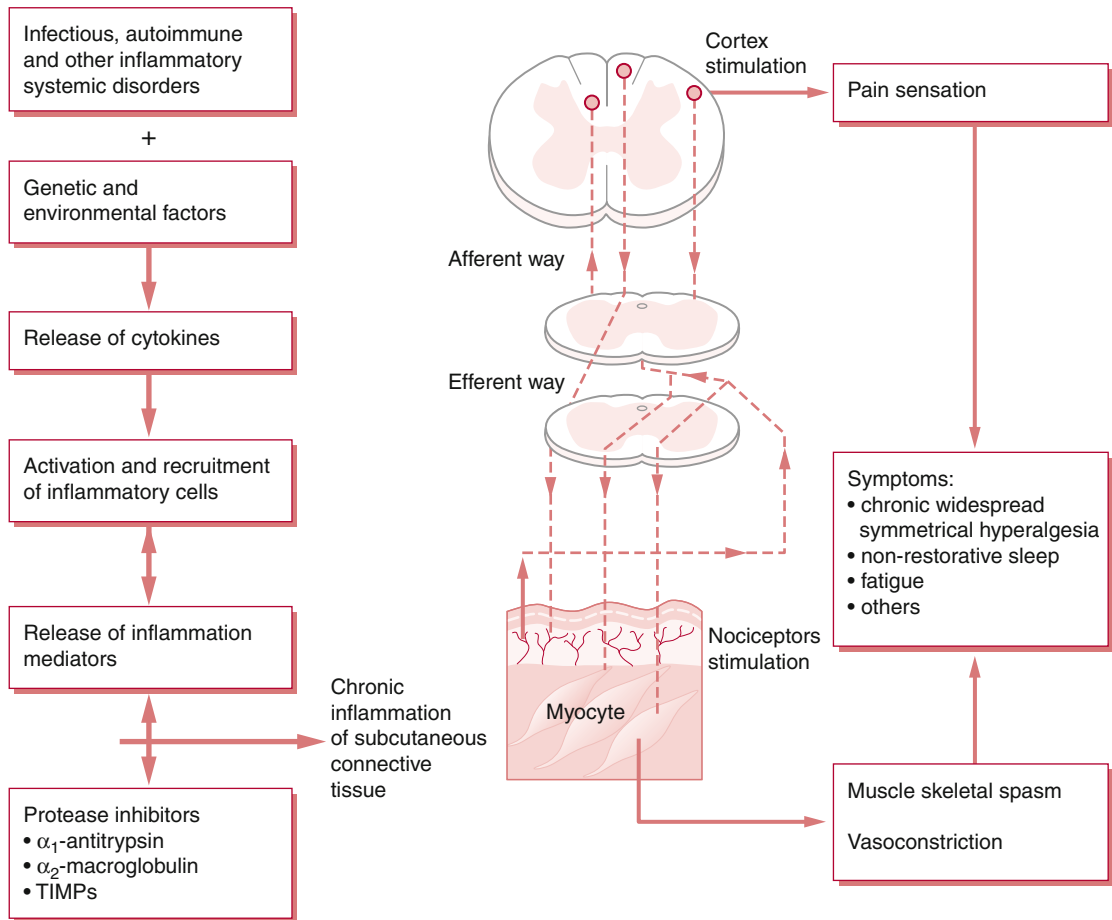 Infectious, autoimmune
and other inflammatory
systemic disorders
+
Genetic and
environmental factors
Release of cytokines
Activation and recruitment
of inflammatory cells
Release of inflammation
mediators
Chronic
inflammation
of subcutaneous
connective
tissue
Protease inhibitors
• α₁-antitrypsin
• α₂-macroglobulin
• TIMPs
Cortex
stimulation
Afferent way
Efferent way
Nociceptors
stimulation
Myocyte
Pain sensation
Symptoms:
• chronic widespread
symmetrical hyperalgesia
• non-restorative sleep
• fatigue
• others
Muscle skeletal spasm
Vasoconstriction